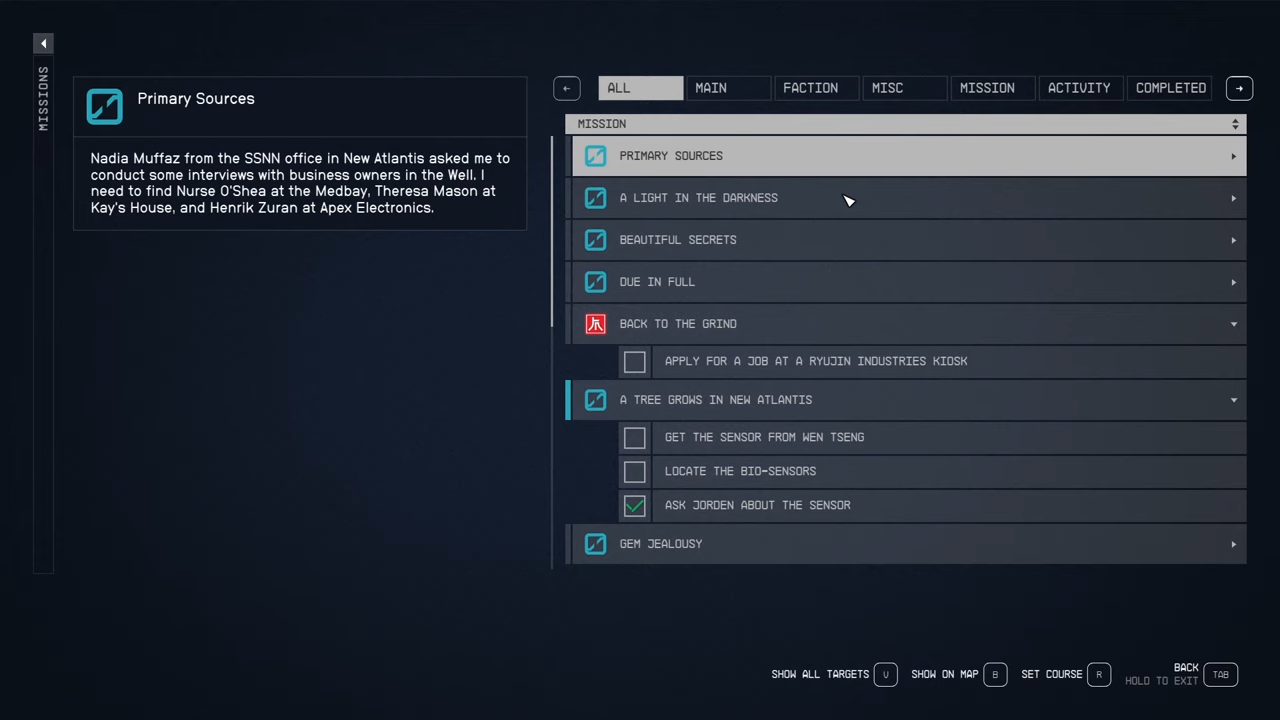 MISSIONS
Primary Sources
Nadia Muffaz from the SSNN office in New Atlantis asked me to
conduct some interviews with business owners in the Well. I
need to find Nurse O'Shea at the Medbay, Theresa Mason at
Kay's House, and Henrik Zuran at Apex Electronics.
ALL MAIN FACTION MISC MISSION ACTIVITY COMPLETED
MISSION
PRIMARY SOURCES
A LIGHT IN THE DARKNESS
BEAUTIFUL SECRETS
DUE IN FULL
BACK TO THE GRIND
APPLY FOR A JOB AT A RYUJIN INDUSTRIES KIOSK
A TREE GROWS IN NEW ATLANTIS
GET THE SENSOR FROM WEN TSENG
LOCATE THE BIO-SENSORS
ASK JORDEN ABOUT THE SENSOR
GEM JEALOUSY
SHOW ALL TARGETS V SHOW ON MAP B SET COURSE R BACK TAB
HOLD TO EXIT